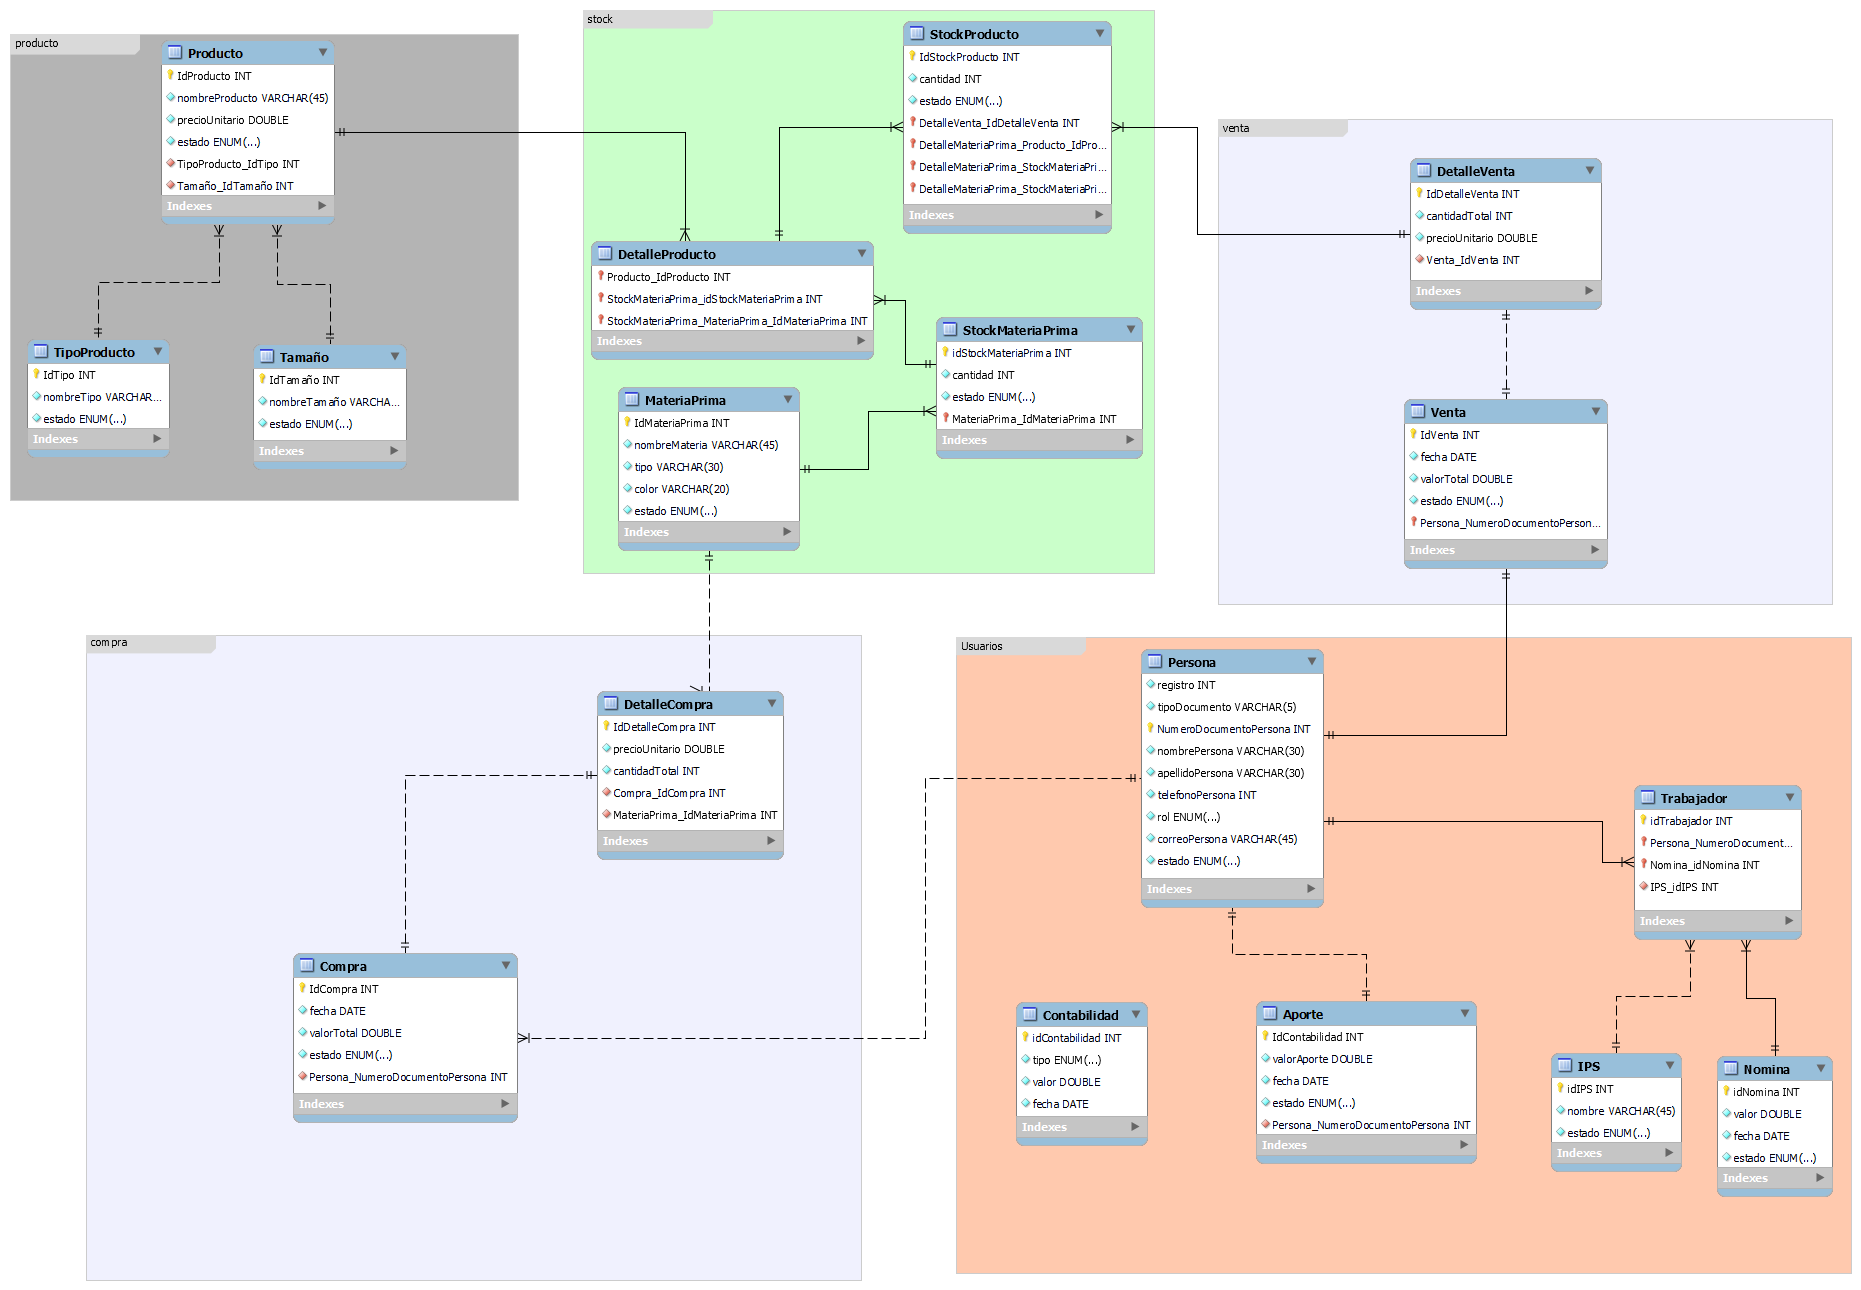 producto
Producto
IdProducto INT
nombreProducto VARCHAR(45)
precioUnitario DOUBLE
estado ENUM(...)
TipoProducto_IdTipo INT
Tamaño_IdTamaño INT
Indexes
TipoProducto
IdTipo INT
nombreTipo VARCHAR...
estado ENUM(...)
Indexes
Tamaño
IdTamaño INT
nombreTamaño VARCHA...
estado ENUM(...)
Indexes
stock
StockProducto
IdStockProducto INT
cantidad INT
estado ENUM(...)
DetalleVenta_IdDetalleVenta INT
DetalleMateriaPrima_Producto_IdPro...
DetalleMateriaPrima_StockMateriaPri...
DetalleMateriaPrima_StockMateriaPri...
Indexes
DetalleProducto
Producto_IdProducto INT
StockMateriaPrima_idStockMateriaPrima INT
StockMateriaPrima_MateriaPrima_IdMateriaPrima INT
Indexes
StockMateriaPrima
idStockMateriaPrima INT
cantidad INT
estado ENUM(...)
MateriaPrima_IdMateriaPrima INT
Indexes
MateriaPrima
IdMateriaPrima INT
nombreMateria VARCHAR(45)
tipo VARCHAR(30)
color VARCHAR(20)
estado ENUM(...)
Indexes
venta
DetalleVenta
IdDetalleVenta INT
cantidadTotal INT
precioUnitario DOUBLE
Venta_IdVenta INT
Indexes
Venta
IdVenta INT
fecha DATE
valorTotal DOUBLE
estado ENUM(...)
Persona_NumeroDocumentoPerson...
Indexes
compra
DetalleCompra
IdDetalleCompra INT
precioUnitario DOUBLE
cantidadTotal INT
Compra_IdCompra INT
MateriaPrima_IdMateriaPrima INT
Indexes
Compra
IdCompra INT
fecha DATE
valorTotal DOUBLE
estado ENUM(...)
Persona_NumeroDocumentoPersona INT
Indexes
Usuarios
Persona
registro INT
tipoDocumento VARCHAR(5)
NumeroDocumentoPersona INT
nombrePersona VARCHAR(30)
apellidoPersona VARCHAR(30)
telefonoPersona INT
rol ENUM(...)
correoPersona VARCHAR(45)
estado ENUM(...)
Indexes
Trabajador
idTrabajador INT
Persona_NumeroDocument...
Nomina_idNomina INT
IPS_idIPS INT
Indexes
Contabilidad
idContabilidad INT
tipo ENUM(...)
valor DOUBLE
fecha DATE
Indexes
Aporte
IdContabilidad INT
valorAporte DOUBLE
fecha DATE
estado ENUM(...)
Persona_NumeroDocumentoPersona INT
Indexes
IPS
idIPS INT
nombre VARCHAR(45)
estado ENUM(...)
Indexes
Nomina
idNomina INT
valor DOUBLE
fecha DATE
estado ENUM(...)
Indexes